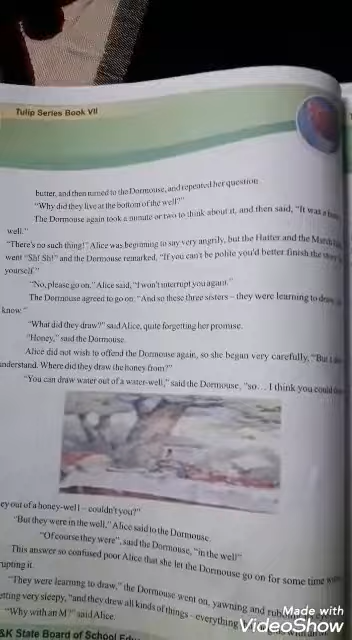 Tulip Series Book VII
butter, and then turned to the Dormouse, and repeated her question
"Why did they live at the bottom of the well?"
The Dormouse again took a minute or two to think about it, and then said, "It was a
well."
"There's no such thing!" Alice was beginning to say very angrily, but the Hatter and the March
went "Sh! Sh!" and the Dormouse remarked, "If you can't be polite you'd better finish the story
yourself."
"No, please go on," Alice said, "I won't interrupt you again."
The Dormouse agreed to go on. "And so these three sisters – they were learning to draw,
know."
"What did they draw?" said Alice, quite forgetting her promise.
"Honey," said the Dormouse.
Alice did not wish to offend the Dormouse again, so she began very carefully, "But I
understand. Where did they draw the honey from?"
"You can draw water out of a water-well," said the Dormouse, "so… I think you could
ey out of a honey-well – couldn't you?"
"But they were in the well," Alice said to the Dormouse.
"Of course they were", said the Dormouse, "in the well".
This answer so confused poor Alice that she let the Dormouse go on for some time
rupting it.
"They were learning to draw," the Dormouse went on, yawning and
etting very sleepy, "and they drew all kinds of things – everything
"Why with an M?" said Alice.
&K State Board of School
Made with
VideoShow